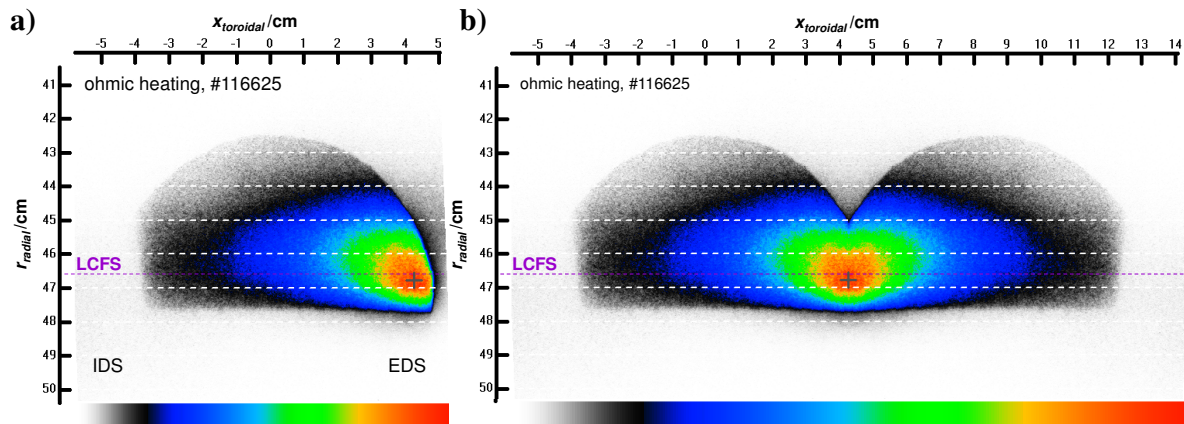 a)
x_toroidal/cm
-5 -4 -3 -2 -1 0 1 2 3 4 5
ohmic heating, #116625
r_radial/cm
41
42
43
44
45
46
47
48
49
50
LCFS
IDS EDS
b)
x_toroidal/cm
-5 -4 -3 -2 -1 0 1 2 3 4 5 6 7 8 9 10 11 12 13 14
ohmic heating, #116625
r_radial/cm
41
42
43
44
45
46
47
48
49
50
LCFS